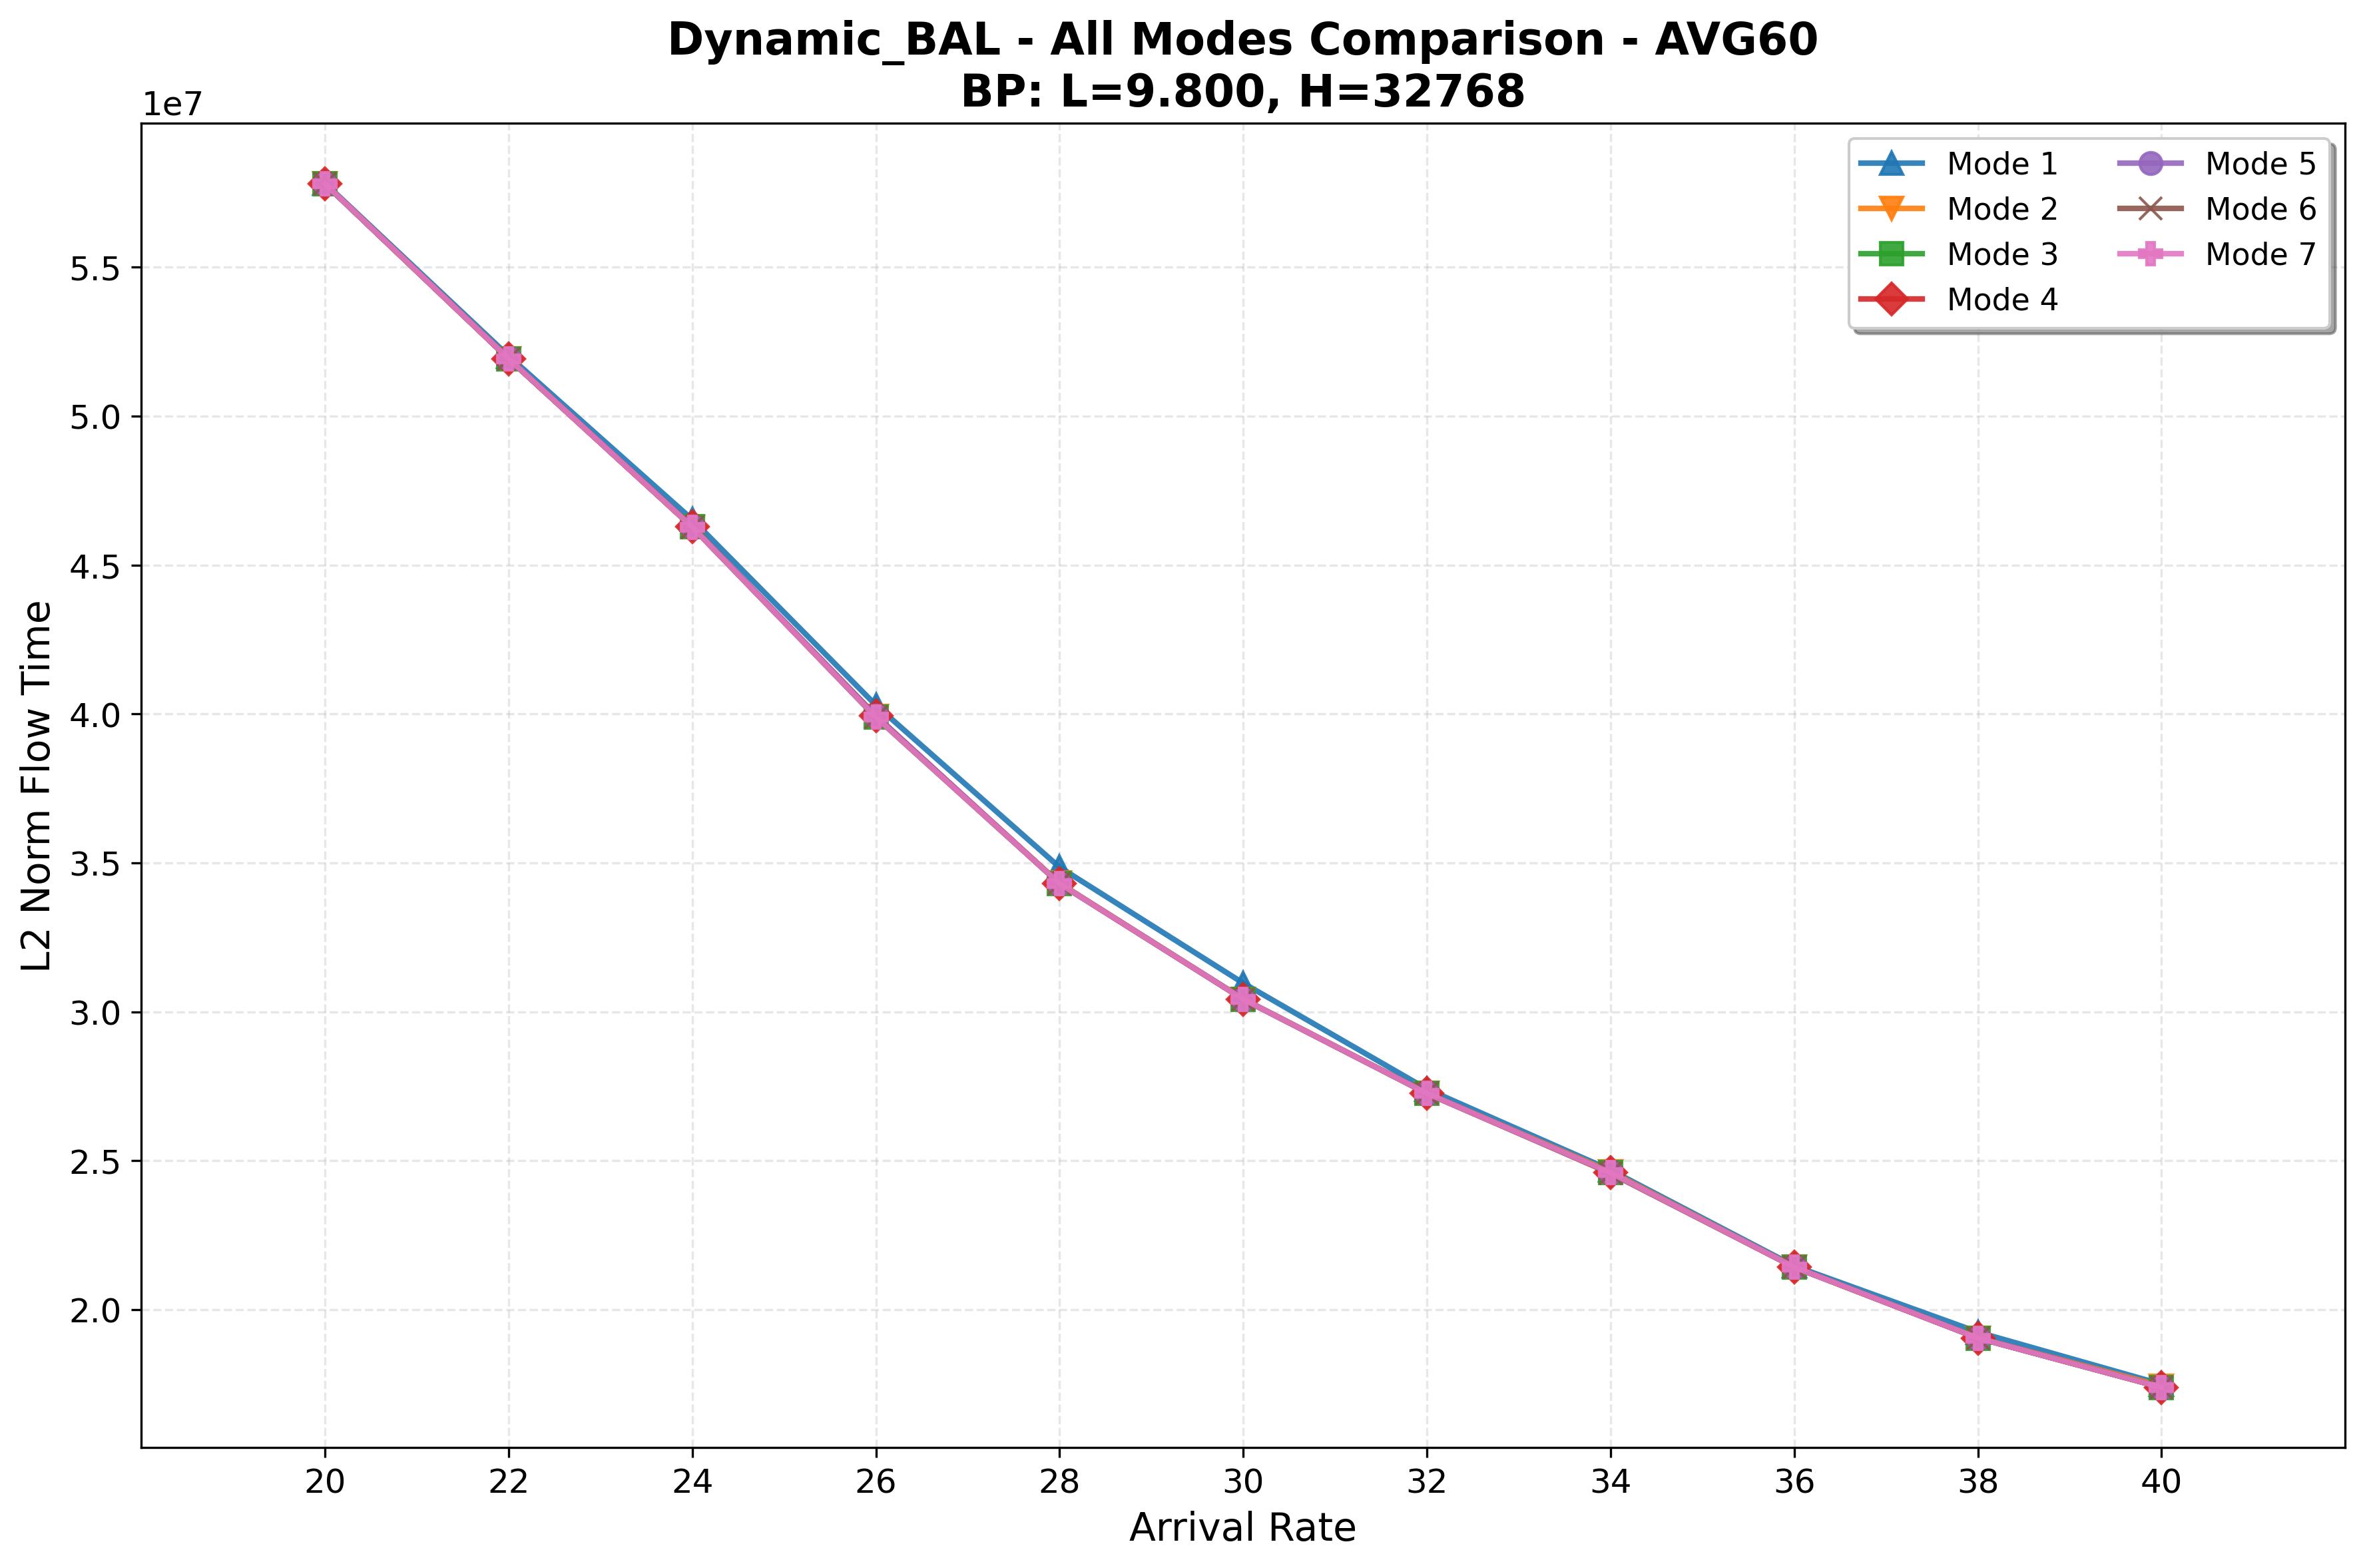 Dynamic_BAL - All Modes Comparison - AVG60
BP: L=9.800, H=32768
1e7
Mode 1
Mode 2
Mode 3
Mode 4
Mode 5
Mode 6
Mode 7
L2 Norm Flow Time
5.5
5.0
4.5
4.0
3.5
3.0
2.5
2.0
20 22 24 26 28 30 32 34 36 38 40
Arrival Rate